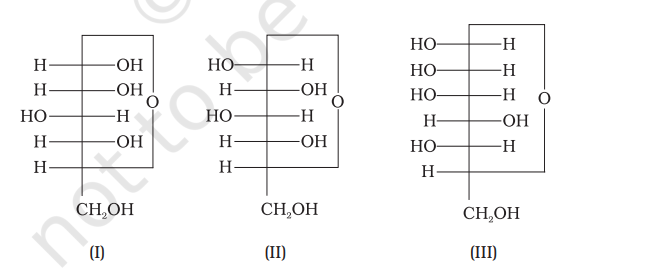 not to be
©
H OH
H OH
HO H
H OH
H
O
CH₂OH
(I)
HO H
H OH
HO H
H OH
H
O
CH₂OH
(II)
HO H
HO H
HO H
H OH
HO H
H
O
CH₂OH
(III)